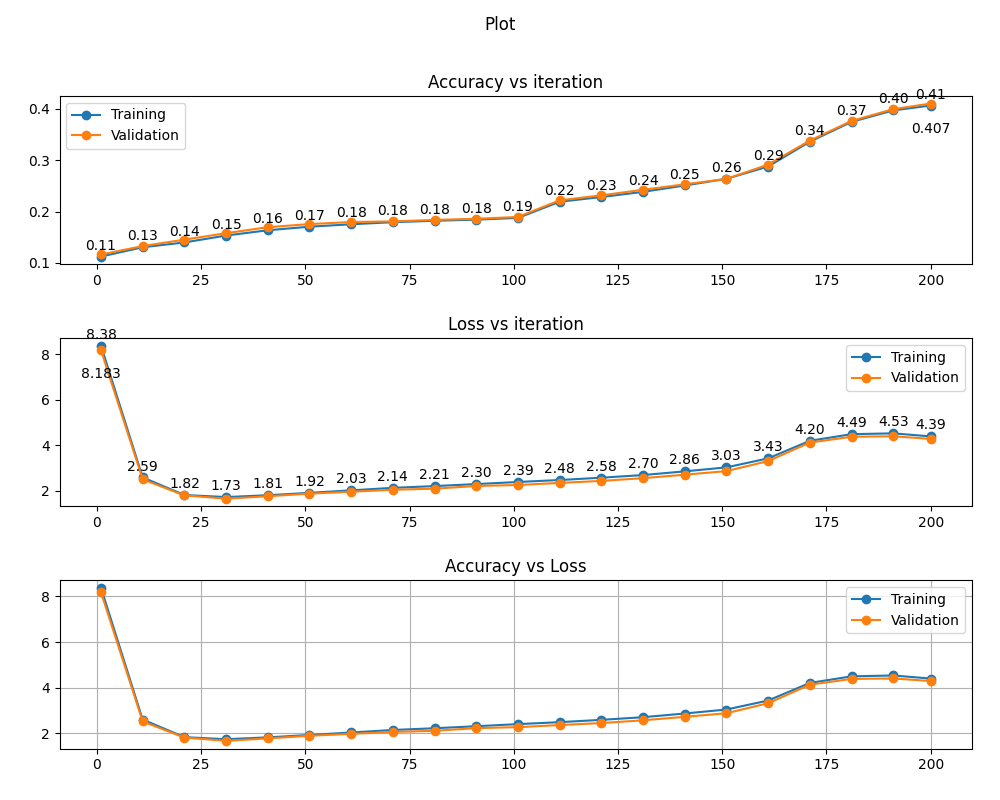 Plot
Accuracy vs iteration
Training
Validation
0.4
0.3
0.2
0.1
0.11 0.13 0.14 0.15 0.16 0.17 0.18 0.18 0.18 0.18 0.19 0.22 0.23 0.24 0.25 0.26 0.29 0.34 0.37 0.40 0.41
0.407
0 25 50 75 100 125 150 175 200
Loss vs iteration
Training
Validation
8
6
4
2
8.38 2.59 1.82 1.73 1.81 1.92 2.03 2.14 2.21 2.30 2.39 2.48 2.58 2.70 2.86 3.03 3.43 4.20 4.49 4.53 4.39
8.183
0 25 50 75 100 125 150 175 200
Accuracy vs Loss
Training
Validation
8
6
4
2
0 25 50 75 100 125 150 175 200